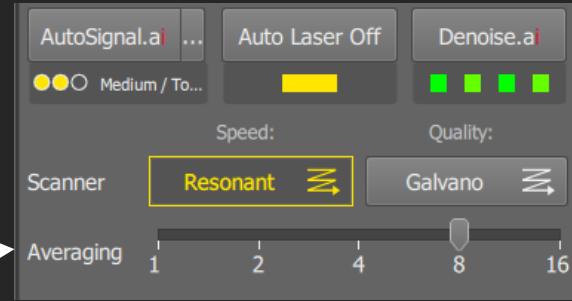 AutoSignal.ai ... Auto Laser Off Denoise.ai
Medium / To...
Speed: Quality:
Scanner Resonant Galvano
Averaging
1 2 4 8 16